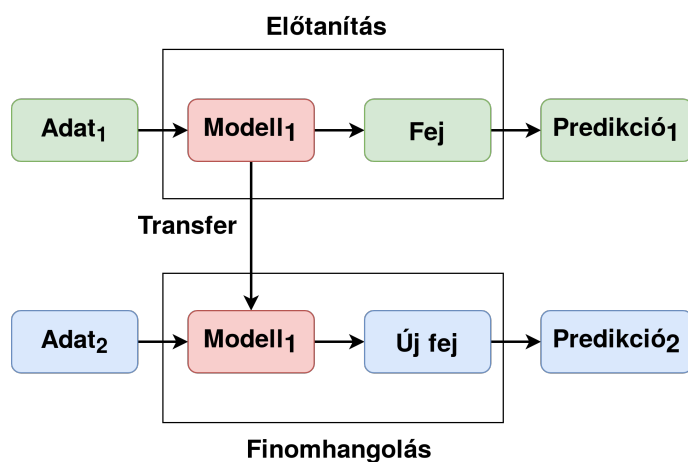 Előtanítás
Adat₁
Modell₁
Fej
Predikció₁
Transfer
Adat₂
Modell₁
Új fej
Predikció₂
Finomhangolás